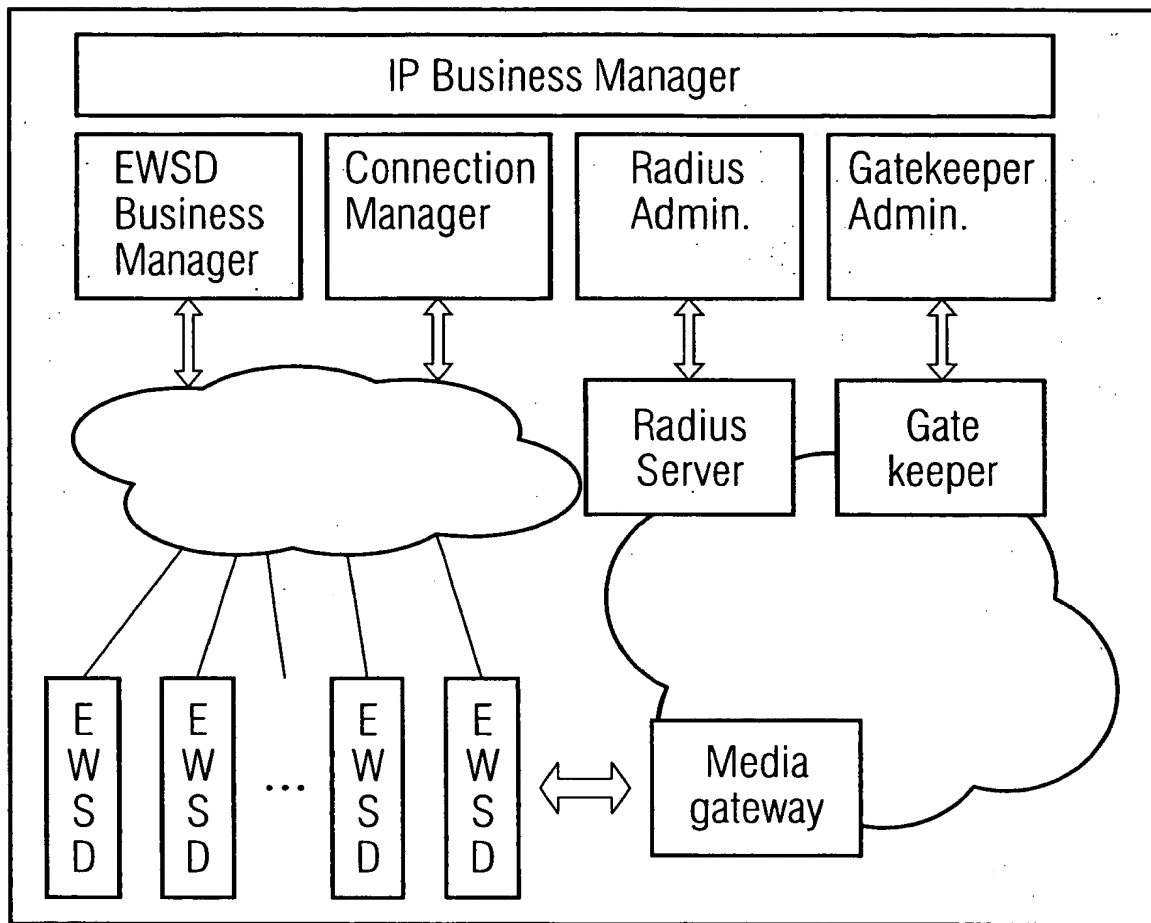 IP Business Manager
EWSD
Business
Manager
Connection
Manager
Radius
Admin.
Gatekeeper
Admin.
Radius
Server
Gate
keeper
E
W
S
D
E
W
S
D
...
E
W
S
D
E
W
S
D
Media
gateway